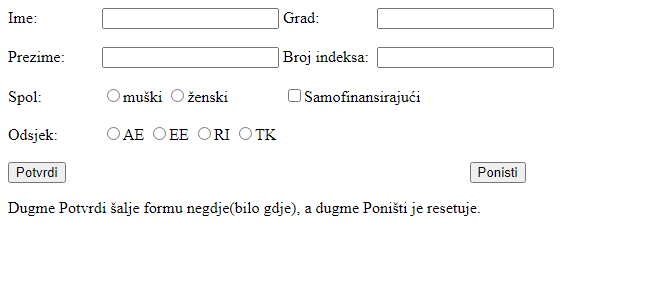 Ime: Grad:
Prezime: Broj indeksa:
Spol: muški ženski Samofinansirajući
Odsjek: AE EE RI TK
Potvrdi Ponisti
Dugme Potvrdi šalje formu negdje(bilo gdje), a dugme Poništi je resetuje.